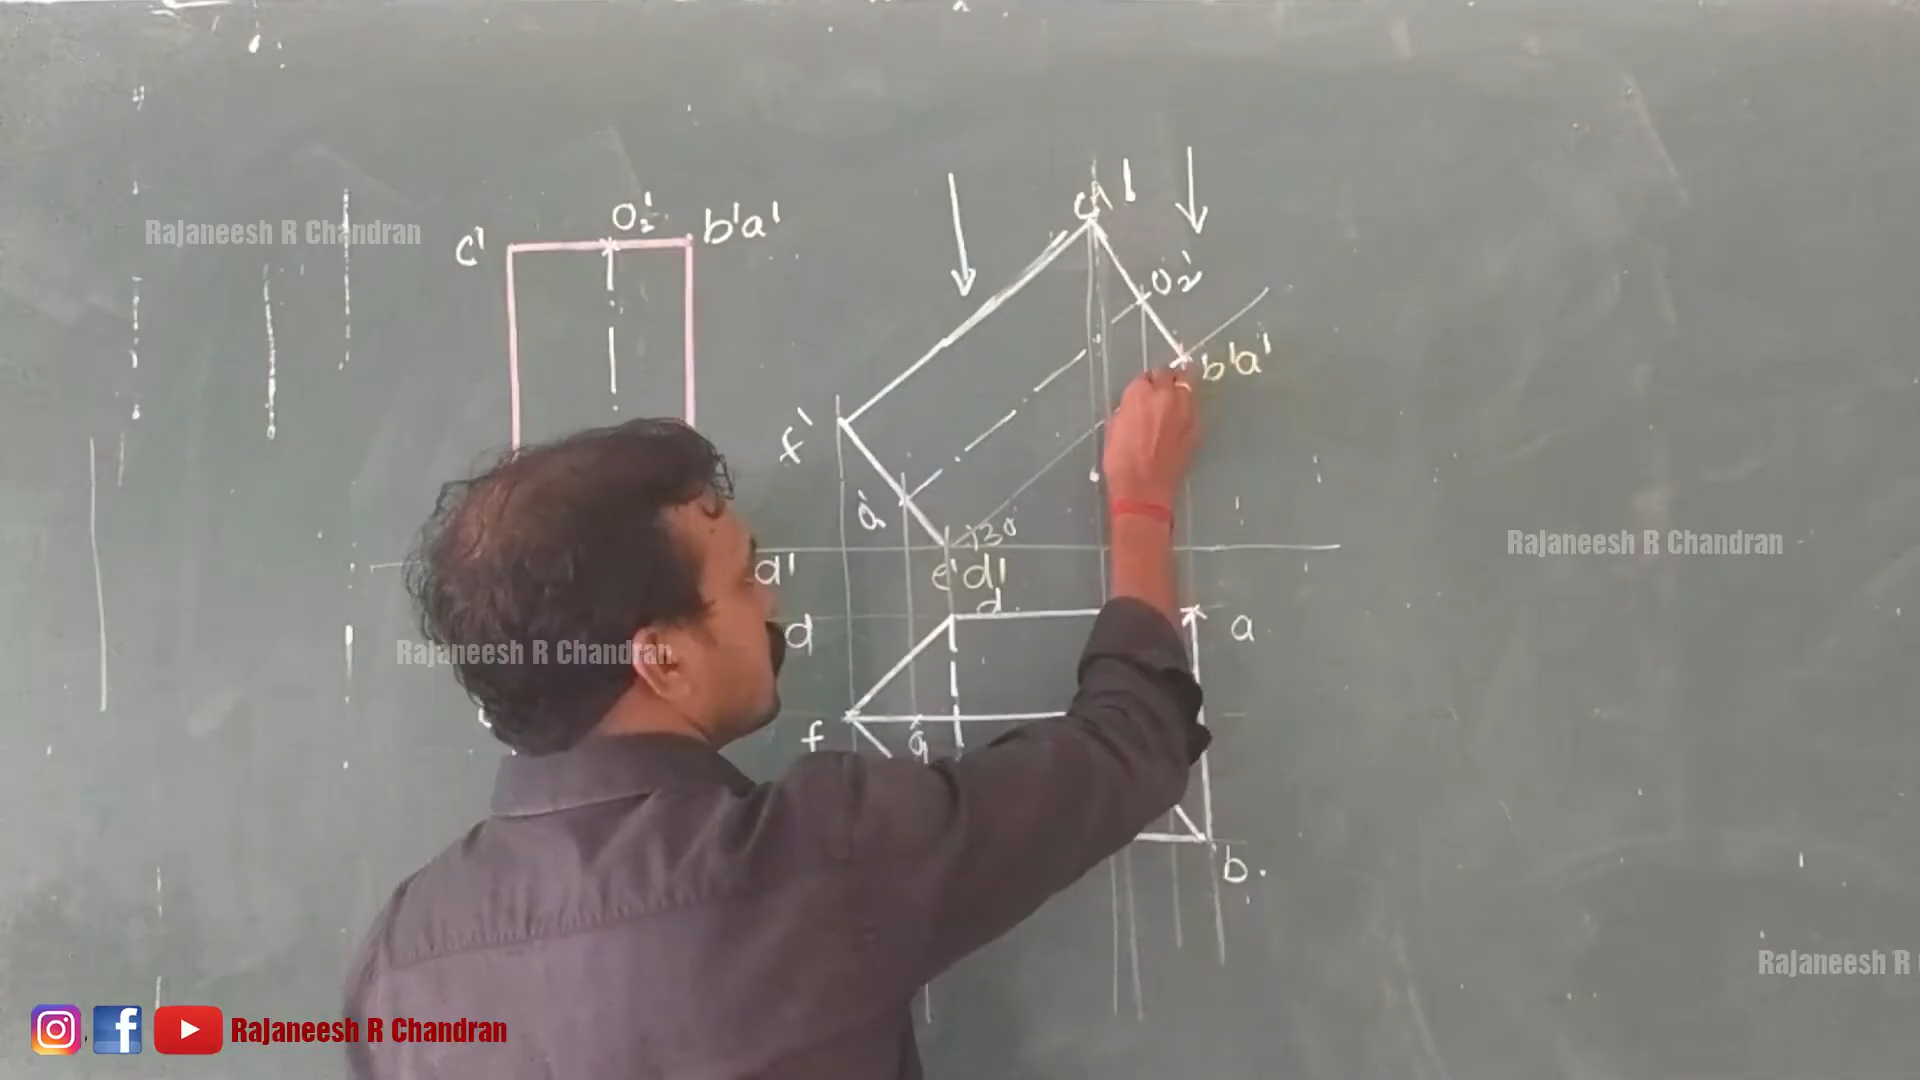 Rajaneesh R Chandran
c' O₂' b'a'
c'
O₂'
b'a'
f'
30°
d' e'd'
d
d a
f
b.
Rajaneesh R Chandran
Rajaneesh R Chandran
Rajaneesh R
Rajaneesh R Chandran